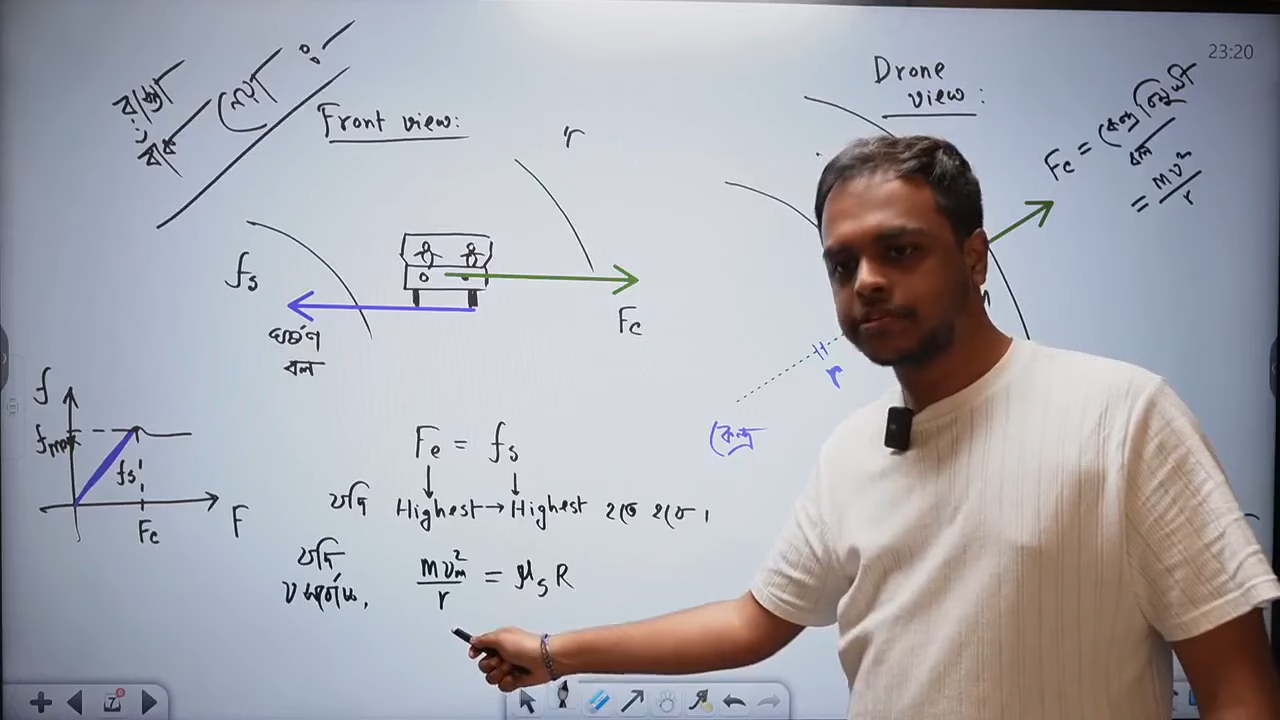 23:20
রাস্তা
বাঁক
নেয়া :
Front view:
r
fs
ঘর্ষণ
বল
Fc
Drone
view:
Fc = কেন্দ্রবিমুখী
বল
= mv²/r
r
কেন্দ্র
f
fmax
fs
Fc
F
Fc = fs
যদি Highest → Highest হতে হবে।
যদি
v সর্বোচ্চ, mvₘ²/r = μs R